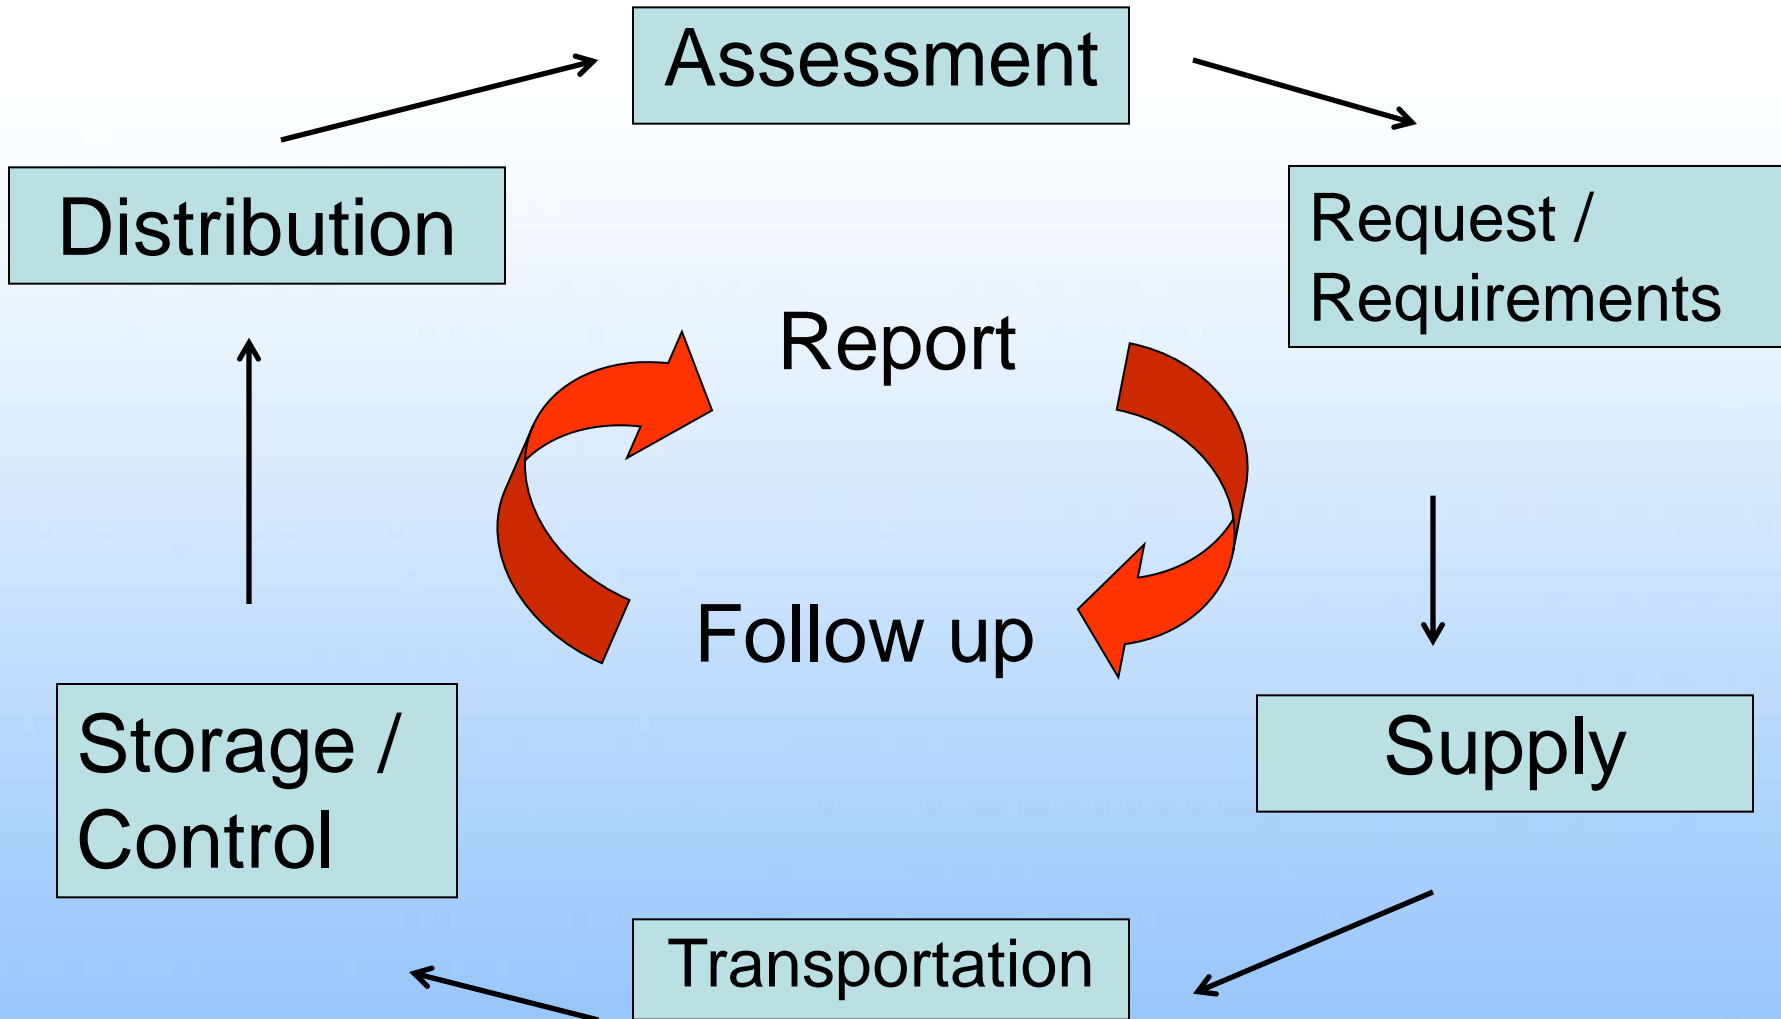 Assessment
Distribution
Request /
Requirements
Report
Follow up
Storage /
Control
Supply
Transportation